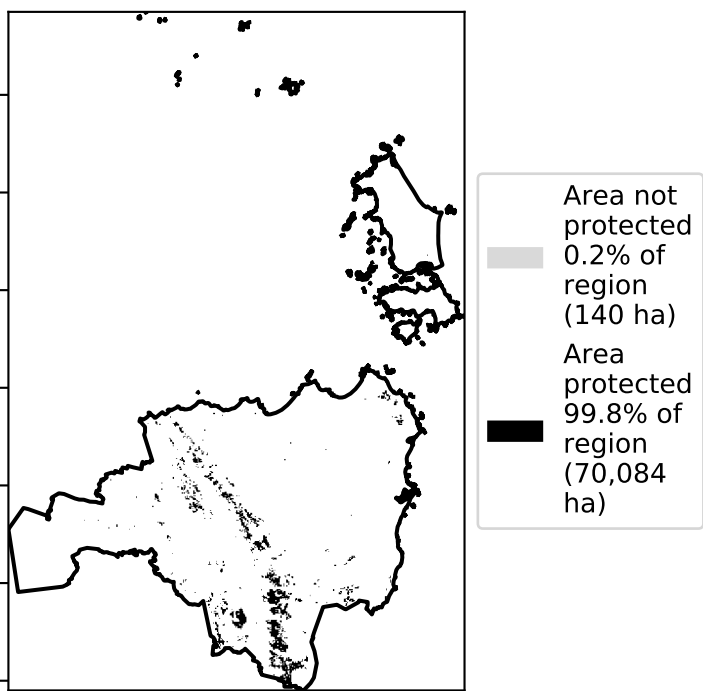 Area not
protected
0.2% of
region
(140 ha)
Area
protected
99.8% of
region
(70,084
ha)